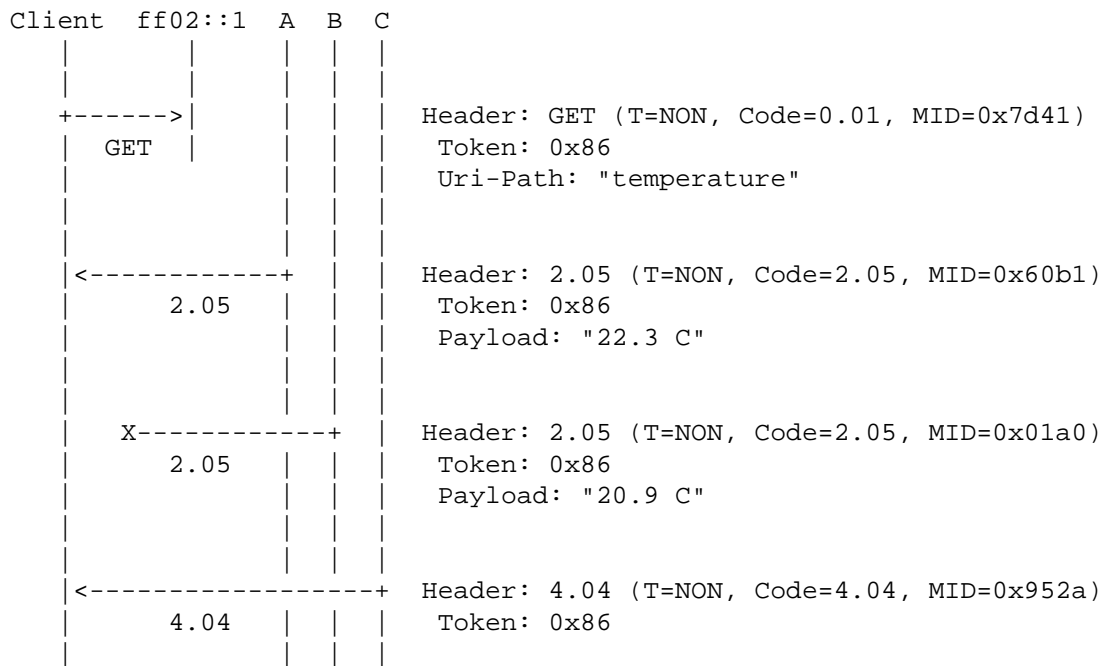 Client ff02::1 A B C
Header: GET (T=NON, Code=0.01, MID=0x7d41)
GET Token: 0x86
Uri-Path: "temperature"
Header: 2.05 (T=NON, Code=2.05, MID=0x60b1)
2.05 Token: 0x86
Payload: "22.3 C"
X Header: 2.05 (T=NON, Code=2.05, MID=0x01a0)
2.05 Token: 0x86
Payload: "20.9 C"
Header: 4.04 (T=NON, Code=4.04, MID=0x952a)
4.04 Token: 0x86